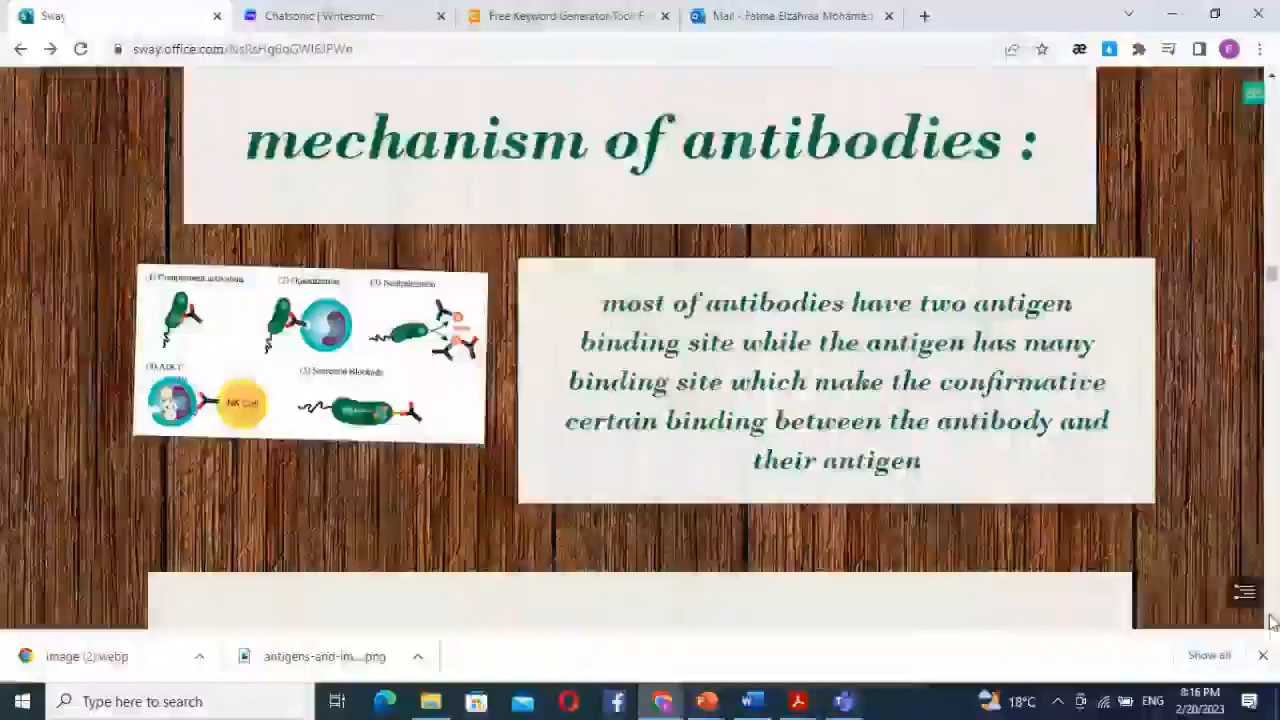 Sway
Chatsonic | Writesonic
Free Keyword Generator Tool: F
Mail - Fatma Elzahraa Mohamed
sway.office.com
mechanism of antibodies :
(1) Complement activation
(2) Opsonization
(3) Neutralization
most of antibodies have two antigen
binding site while the antigen has many
binding site which make the confirmative
certain binding between the antibody and
their antigen
(4) ADCC
NK Cell
(5) Secretion Blockade
image (2).webp
antigens-and-im....png
Show all
Type here to search
18°C
ENG
8:16 PM
2/20/2023